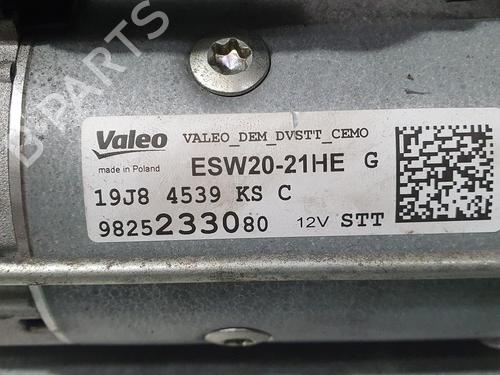 Valeo VALEO_DEM_DVSTT_CEMO
made in Poland ESW20-21HE G
19J8 4539 KS C
9825233080 12V STT
B-PARTS